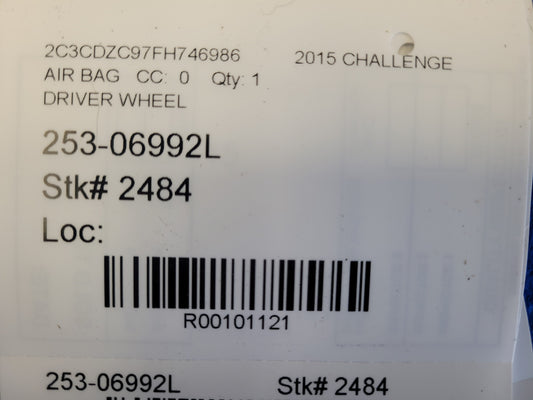 2C3CDZC97FH746986 2015 CHALLENGE
AIR BAG CC: 0 Qty: 1
DRIVER WHEEL
253-06992L
Stk# 2484
Loc:
R00101121
253-06992L Stk# 2484